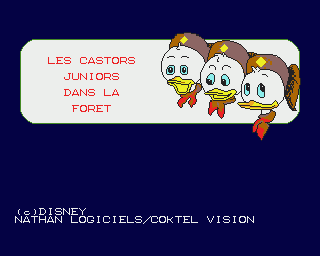 LES CASTORS
JUNIORS
DANS LA
FORET
(c)DISNEY
NATHAN LOGICIELS/COKTEL VISION